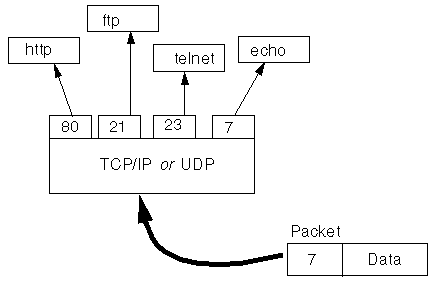 ftp
http
telnet
echo
80
21
23
7
TCP/IP or UDP
Packet
7
Data